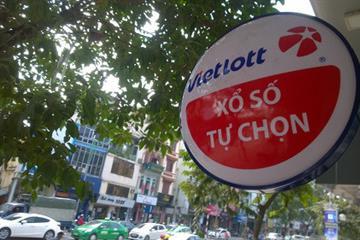 Vietlott
XỔ SỐ
TỰ CHỌN